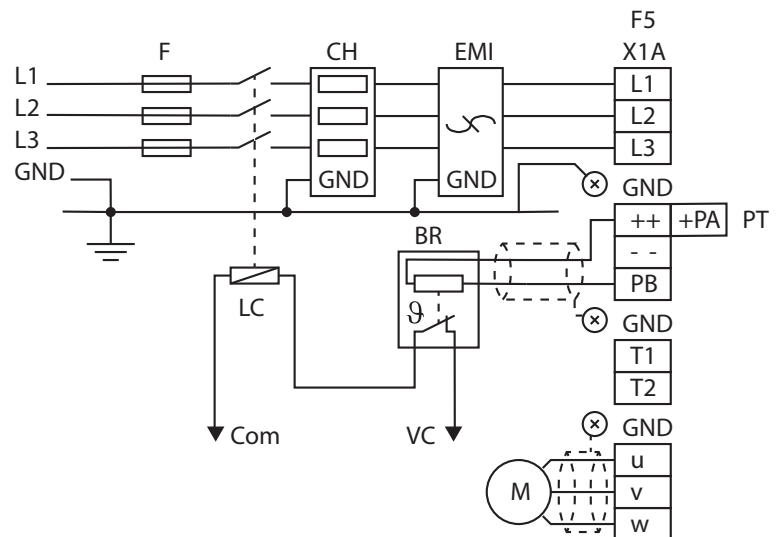 F5
F CH EMI X1A
L1 L1
L2 L2
L3 L3
GND GND GND GND
++ +PA PT
BR
- -
PB
LC ϑ GND
T1
T2
Com VC GND
u
M v
w